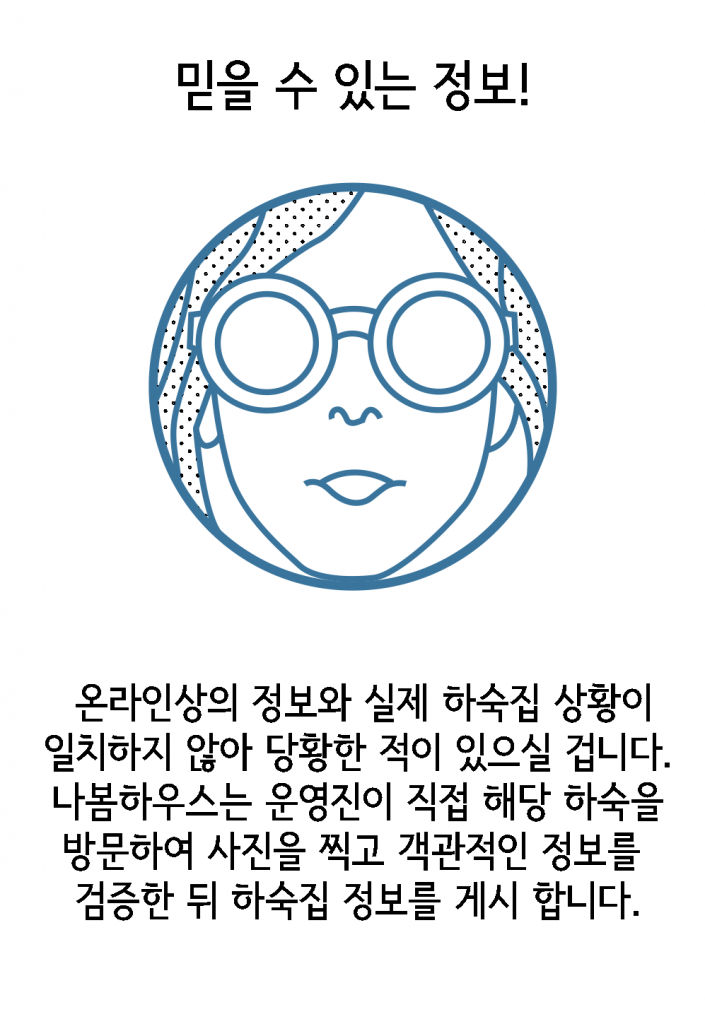 믿을 수 있는 정보!
온라인상의 정보와 실제 하숙집 상황이
일치하지 않아 당황한 적이 있으실 겁니다.
나봄하우스는 운영진이 직접 해당 하숙을
방문하여 사진을 찍고 객관적인 정보를
검증한 뒤 하숙집 정보를 게시 합니다.